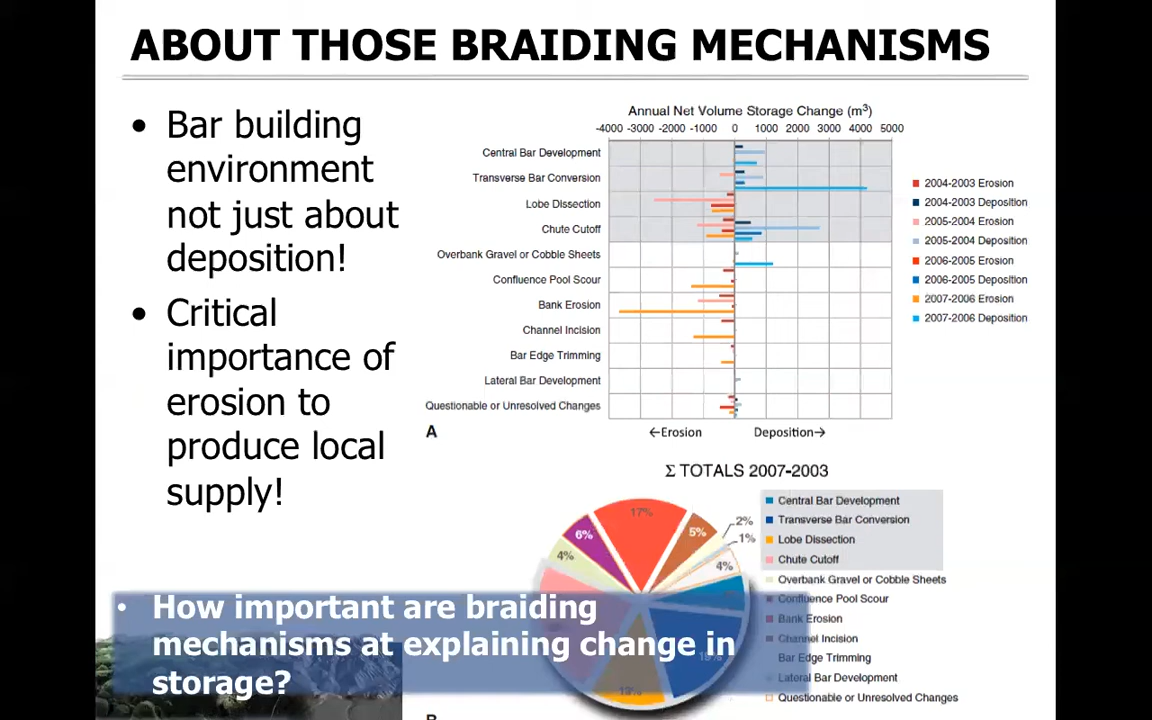 ABOUT THOSE BRAIDING MECHANISMS
• Bar building
environment
not just about
deposition!
• Critical
importance of
erosion to
produce local
supply!
Annual Net Volume Storage Change (m³)
-4000 -3000 -2000 -1000 0 1000 2000 3000 4000 5000
Central Bar Development
Transverse Bar Conversion
Lobe Dissection
Chute Cutoff
Overbank Gravel or Cobble Sheets
Confluence Pool Scour
Bank Erosion
Channel Incision
Bar Edge Trimming
Lateral Bar Development
Questionable or Unresolved Changes
2004-2003 Erosion
2004-2003 Deposition
2005-2004 Erosion
2005-2004 Deposition
2006-2005 Erosion
2006-2005 Deposition
2007-2006 Erosion
2007-2006 Deposition
A
←Erosion Deposition→
Σ TOTALS 2007-2003
17%
5%
2%
1%
4%
6%
4%
19%
Central Bar Development
Transverse Bar Conversion
Lobe Dissection
Chute Cutoff
Overbank Gravel or Cobble Sheets
Confluence Pool Scour
Bank Erosion
Channel Incision
Bar Edge Trimming
Lateral Bar Development
Questionable or Unresolved Changes
• How important are braiding
mechanisms at explaining change in
storage?